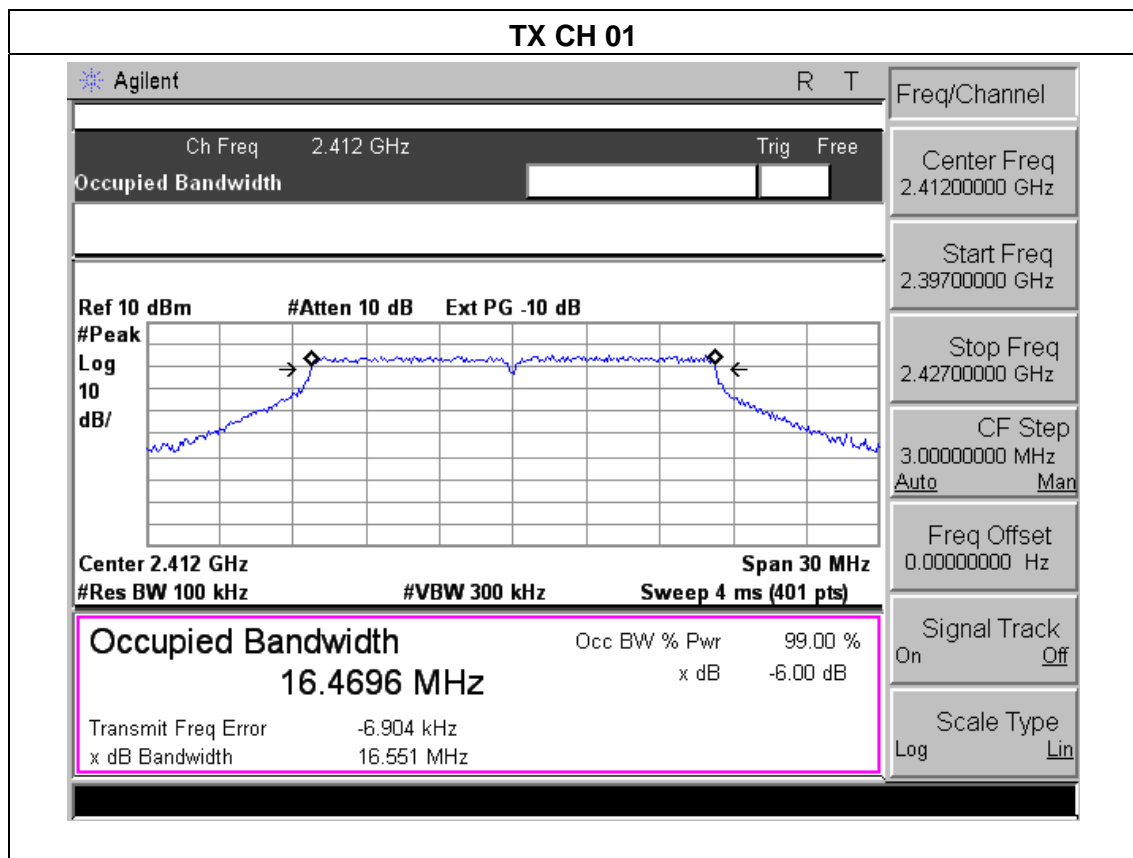 TX CH 01
Agilent R T
Ch Freq 2.412 GHz Trig Free
Occupied Bandwidth
Ref 10 dBm #Atten 10 dB Ext PG -10 dB
#Peak
Log
10
dB/
Center 2.412 GHz Span 30 MHz
#Res BW 100 kHz #VBW 300 kHz Sweep 4 ms (401 pts)
Occupied Bandwidth Occ BW % Pwr 99.00 %
16.4696 MHz x dB -6.00 dB
Transmit Freq Error -6.904 kHz
x dB Bandwidth 16.551 MHz
Freq/Channel
Center Freq
2.41200000 GHz
Start Freq
2.39700000 GHz
Stop Freq
2.42700000 GHz
CF Step
3.00000000 MHz
Auto Man
Freq Offset
0.00000000 Hz
Signal Track
On Off
Scale Type
Log Lin